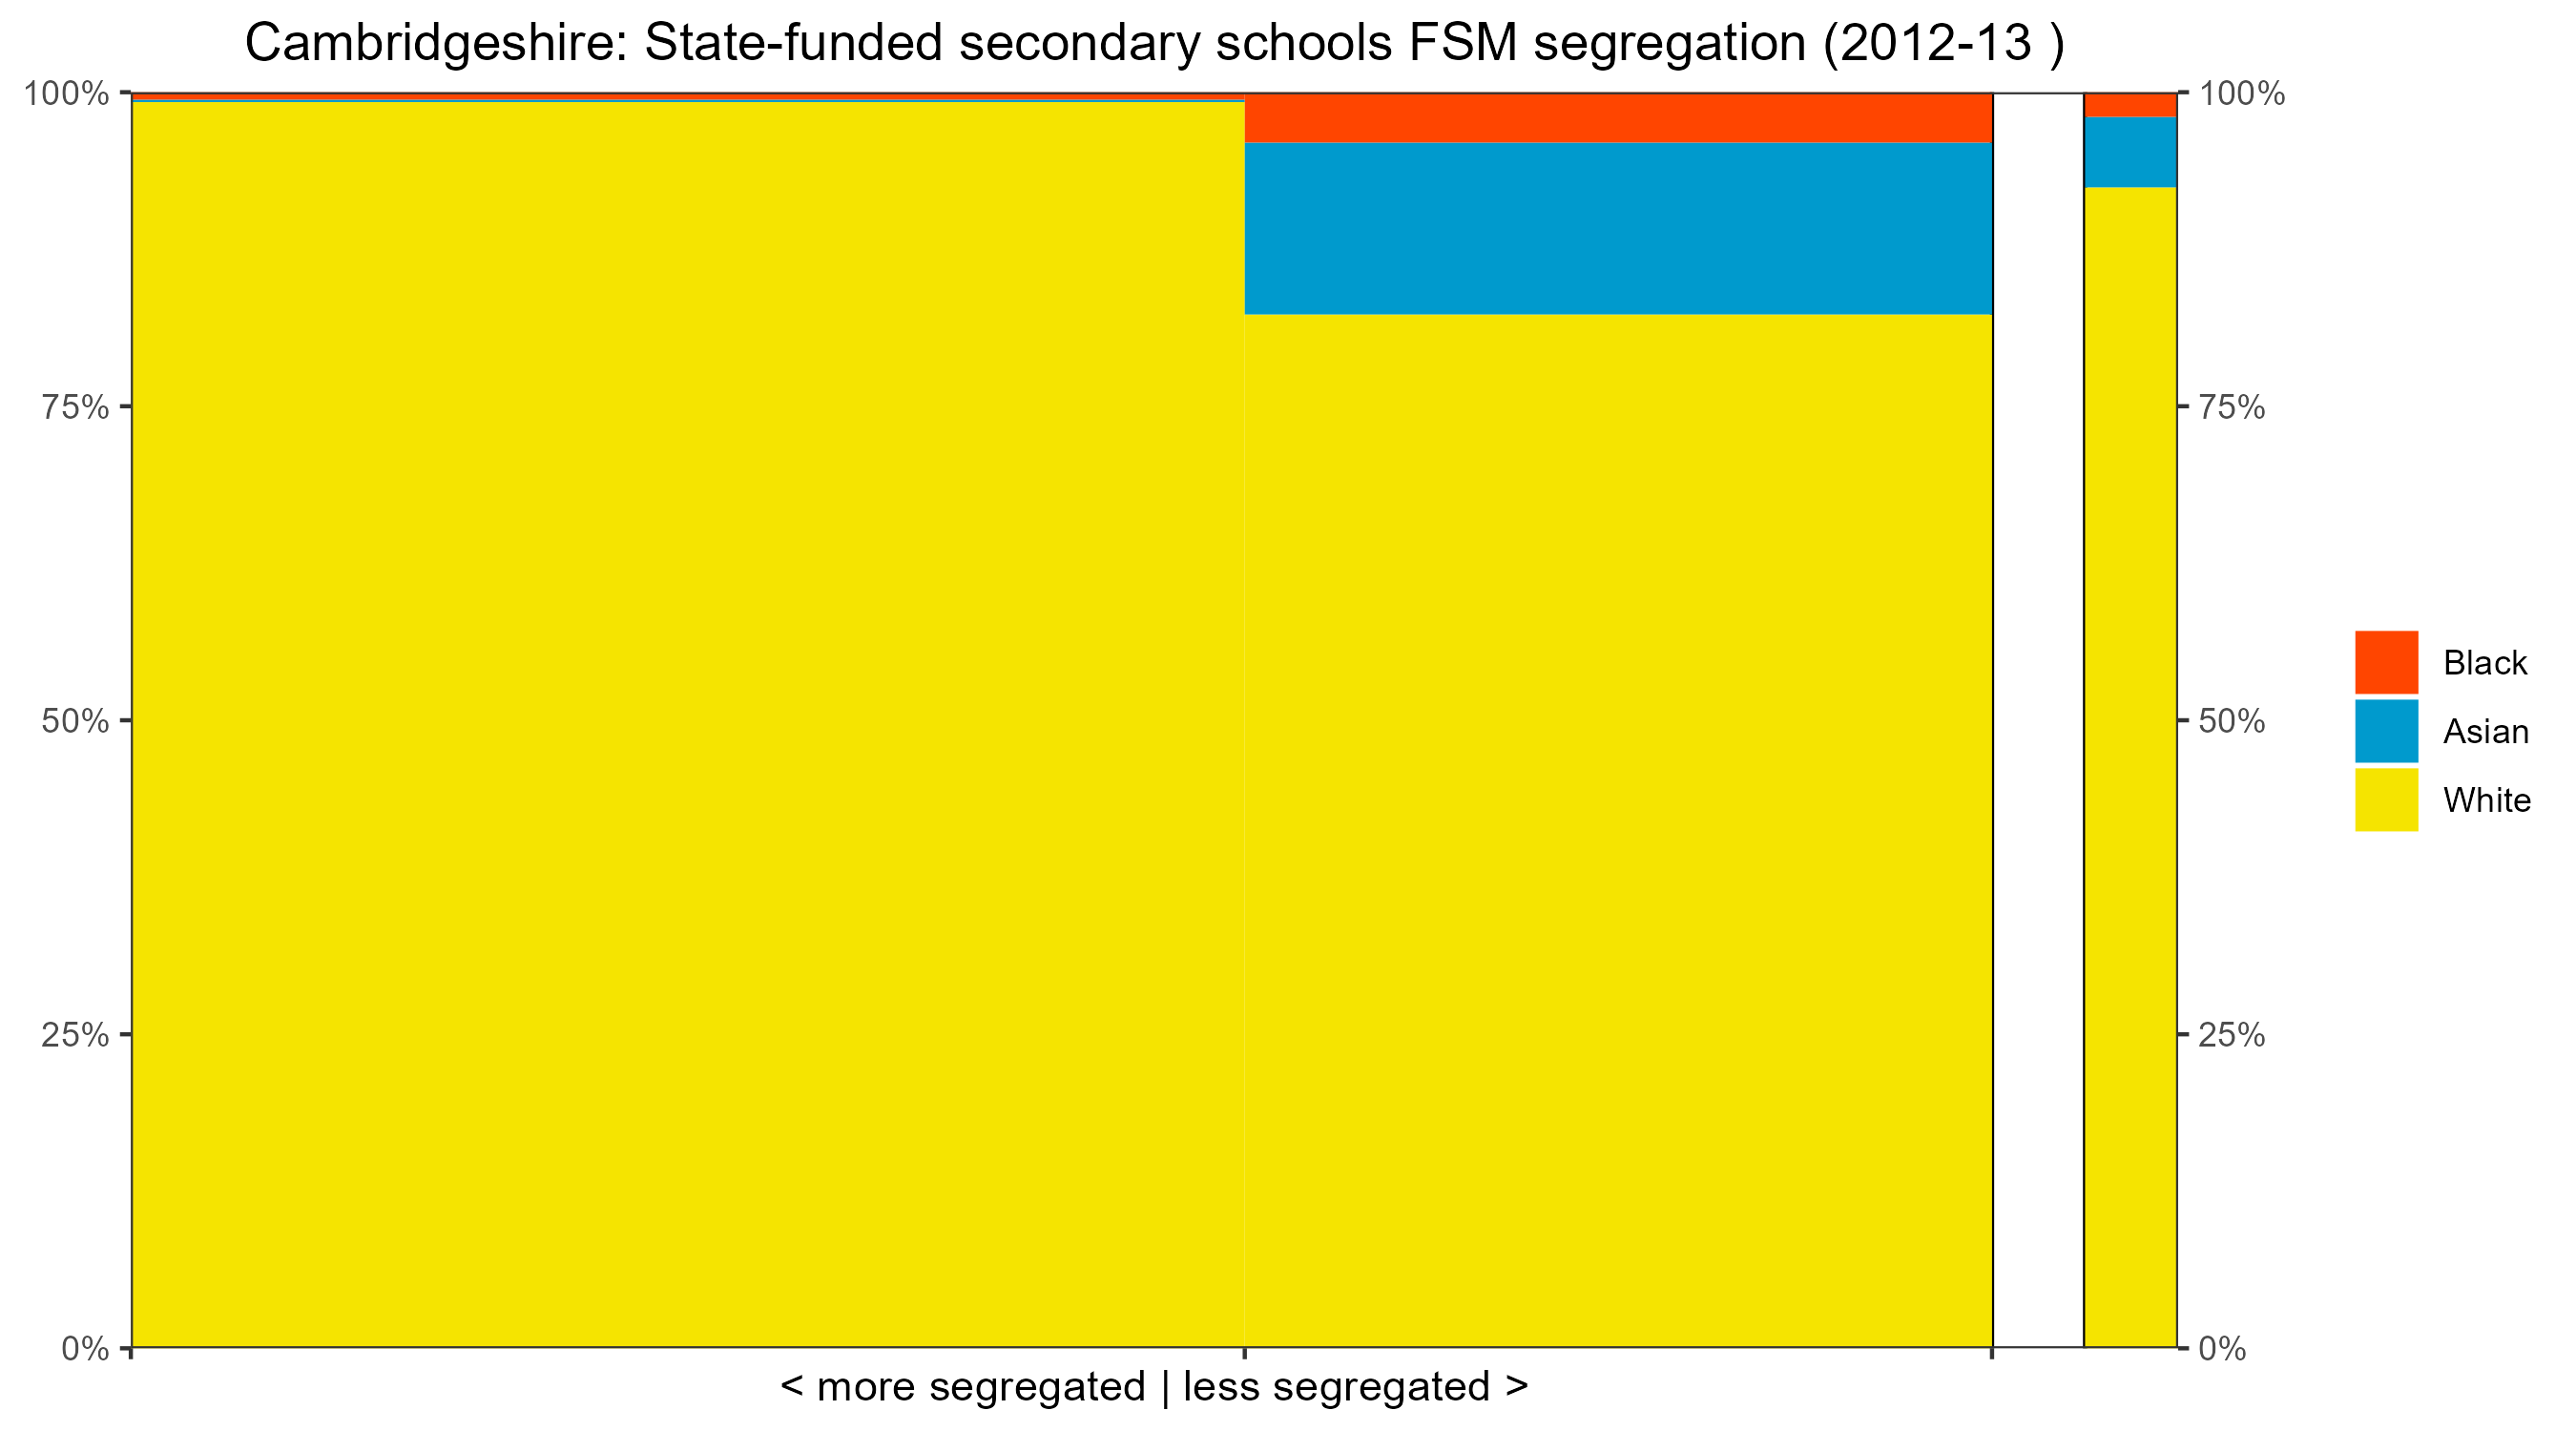 Cambridgeshire: State-funded secondary schools FSM segregation (2012-13 )
100%
75%
50%
25%
0%
100%
75%
50%
25%
0%
Black
Asian
White
< more segregated | less segregated >